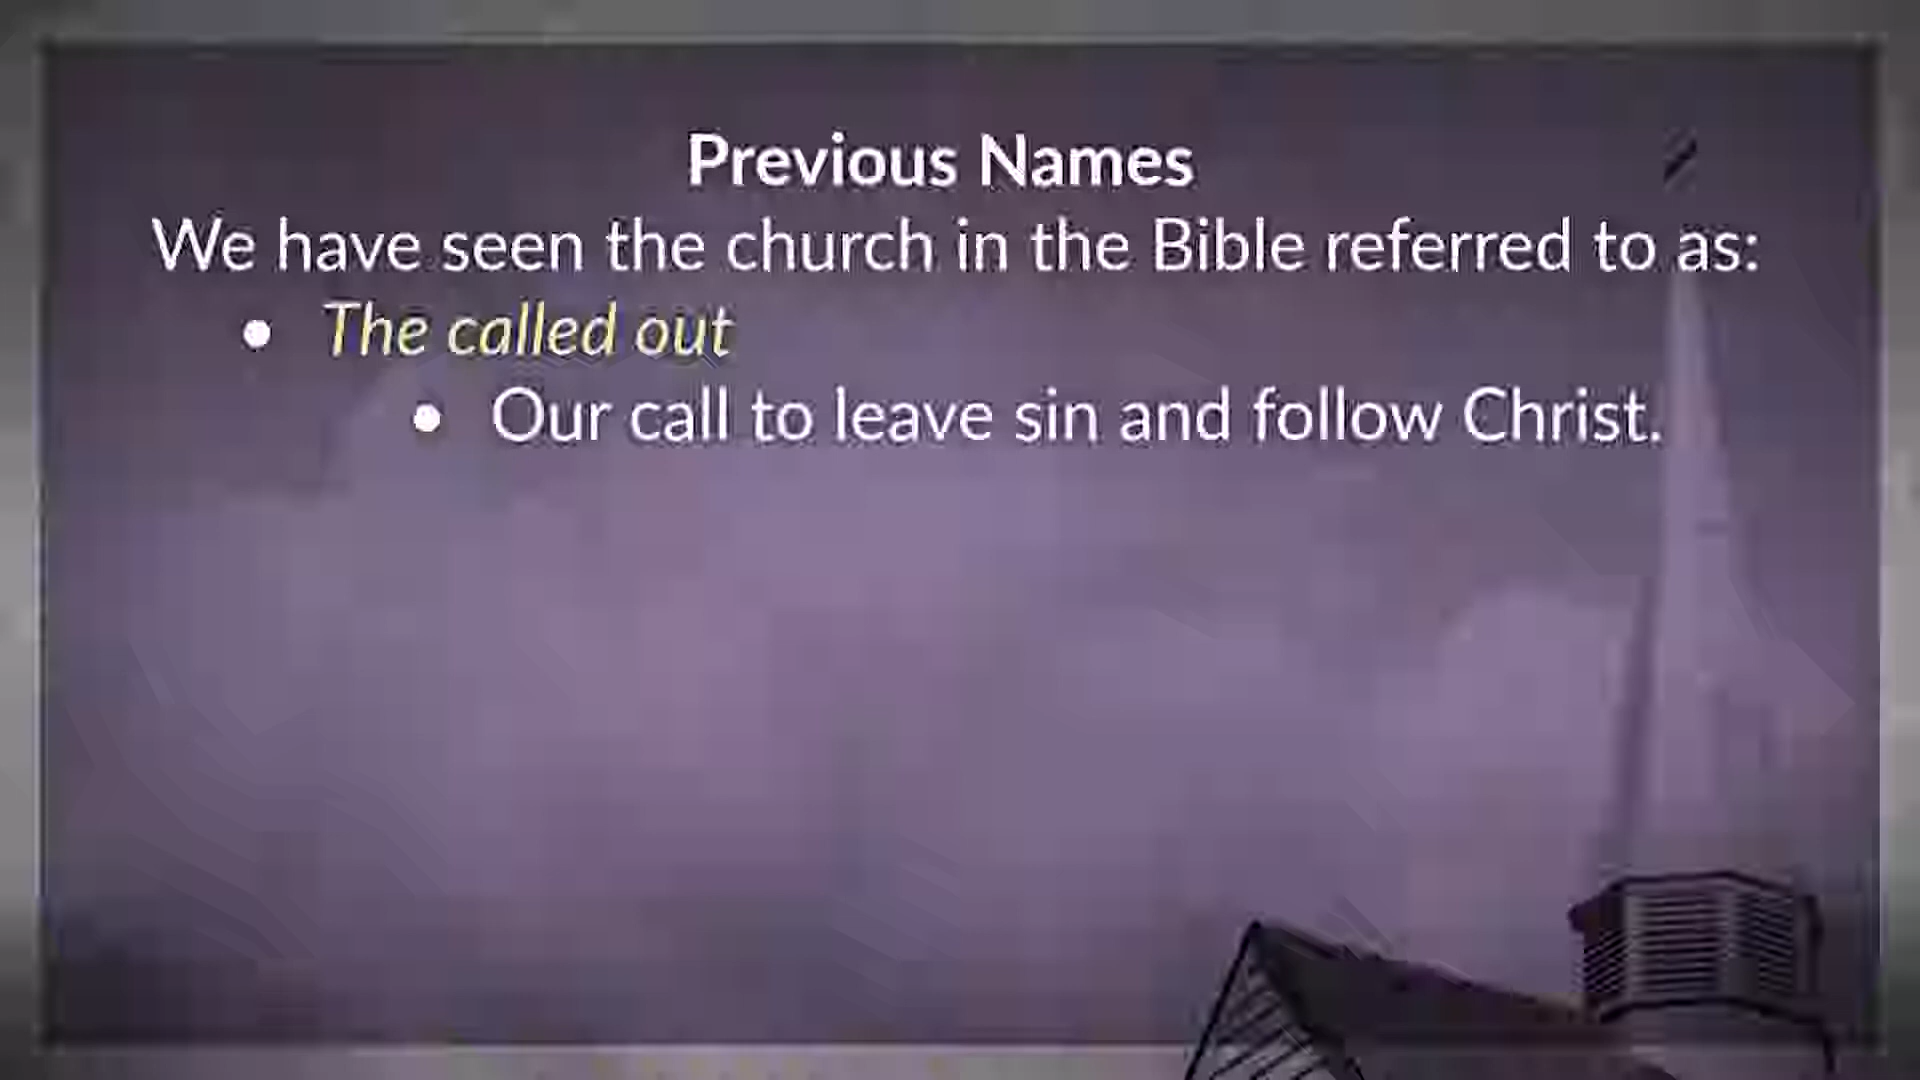 Previous Names
We have seen the church in the Bible referred to as:
• The called out
• Our call to leave sin and follow Christ.